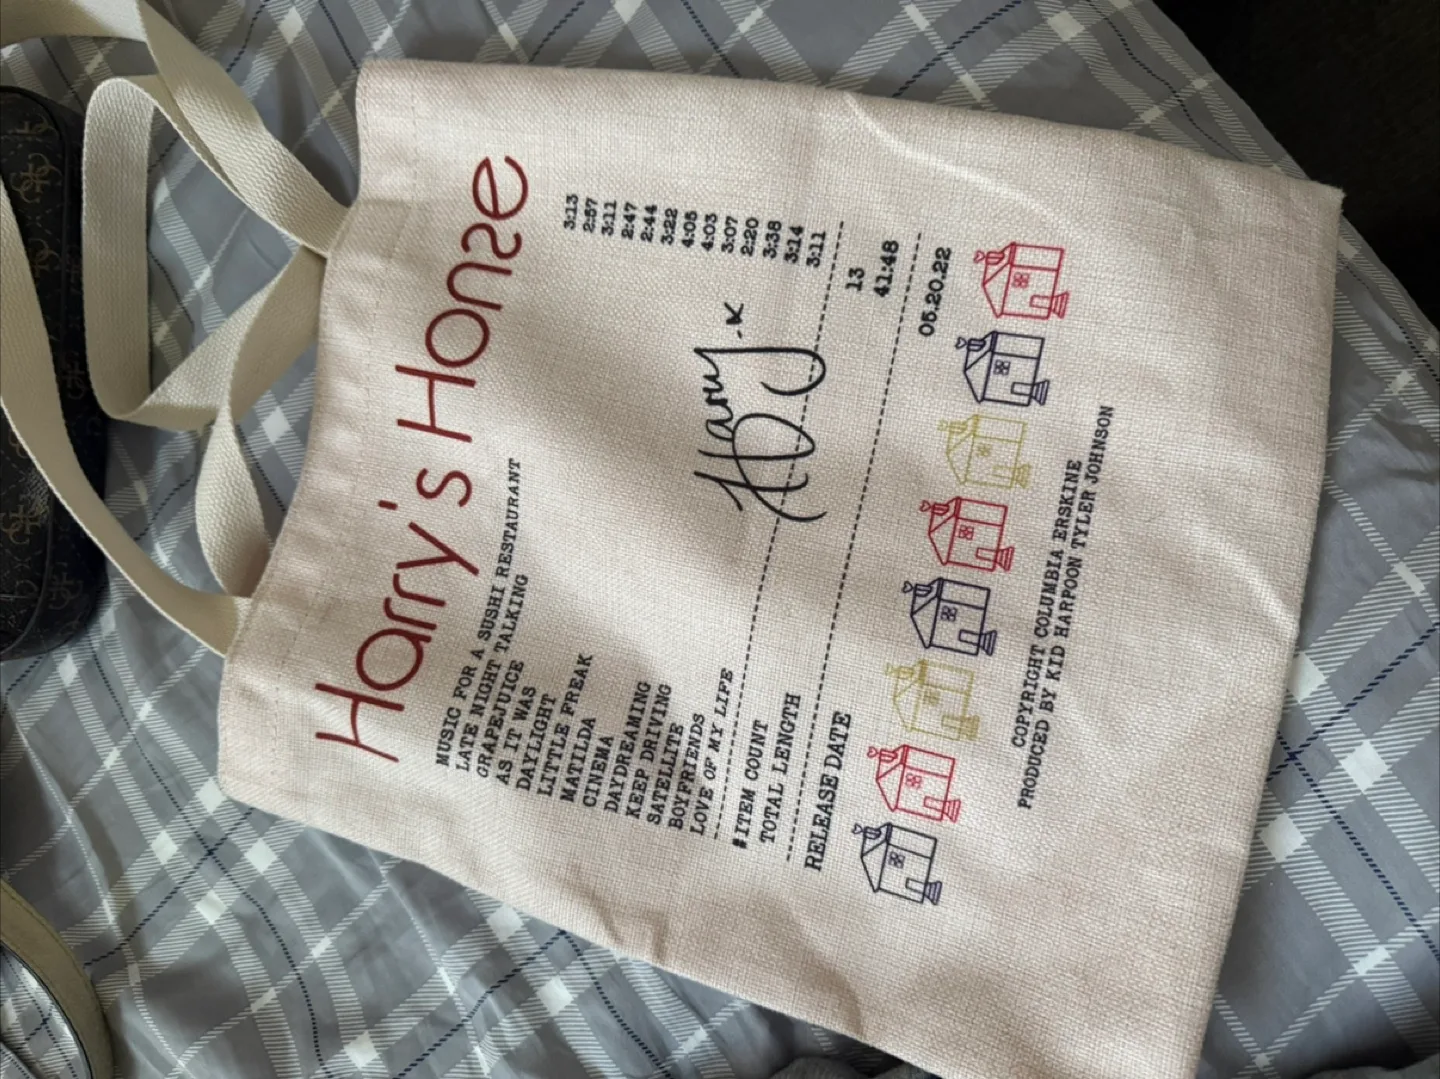 Harry's House
MUSIC FOR A SUSHI RESTAURANT 3:13
LATE NIGHT TALKING 2:57
GRAPEJUICE 3:11
AS IT WAS 2:47
DAYLIGHT 2:44
LITTLE FREAK 3:22
MATILDA 4:05
CINEMA 4:03
DAYDREAMING 3:07
KEEP DRIVING 2:20
SATELLITE 3:38
BOYFRIENDS 3:14
LOVE OF MY LIFE 3:11
Harry
#ITEM COUNT 13
TOTAL LENGTH 41:48
RELEASE DATE 05.20.22
COPYRIGHT COLUMBIA ERSKINE
PRODUCED BY KID HARPOON TYLER JOHNSON